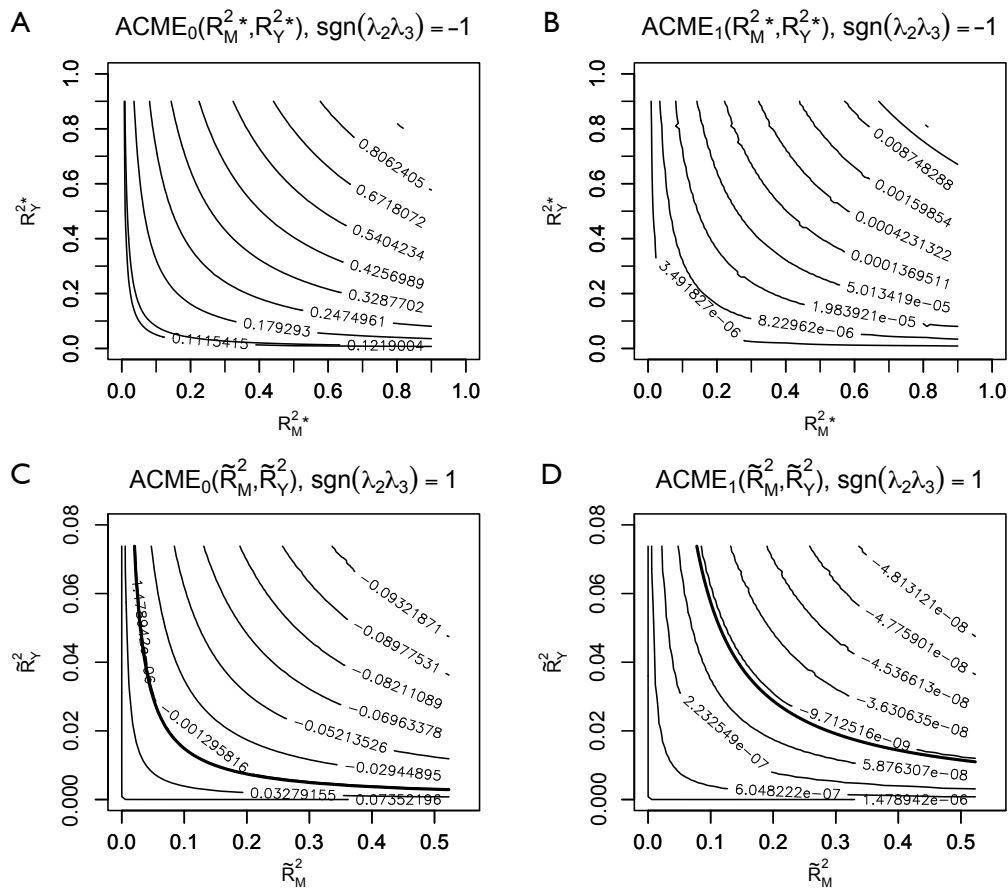 A ACME₀(R²*M,R²*Y), sgn(λ₂λ₃) = −1
1.0
0.8
0.6
0.4
0.2
0.0
R²*Y
0.8062405
0.6718072
0.5404234
0.4256989
0.3287702
0.2474961
0.179293
0.1115415
0.1219004
0.0 0.2 0.4 0.6 0.8 1.0
R²M*
B ACME₁(R²*M,R²*Y), sgn(λ₂λ₃) = −1
1.0
0.8
0.6
0.4
0.2
0.0
R²*Y
0.008748288
0.00159854
0.0004231322
0.0001369511
5.013419e−05
1.983921e−05
8.22962e−06
3.491827e−06
0.0 0.2 0.4 0.6 0.8 1.0
R²M*
C ACME₀(R̃²M,R̃²Y), sgn(λ₂λ₃) = 1
0.08
0.06
0.04
0.02
0.000
R̃²Y
1.478942e−06
−0.09321871
−0.08977531
−0.08211089
−0.06963378
−0.05213526
−0.02944895
−0.001295816
0.03279155
0.07352196
0.0 0.1 0.2 0.3 0.4 0.5
R̃²M
D ACME₁(R̃²M,R̃²Y), sgn(λ₂λ₃) = 1
0.08
0.06
0.04
0.02
0.000
R̃²Y
−4.813121e−08
−4.775901e−08
−4.536613e−08
−3.630635e−08
−9.712516e−09
5.876307e−08
2.232549e−07
6.048222e−07
1.478942e−06
0.0 0.1 0.2 0.3 0.4 0.5
R̃²M